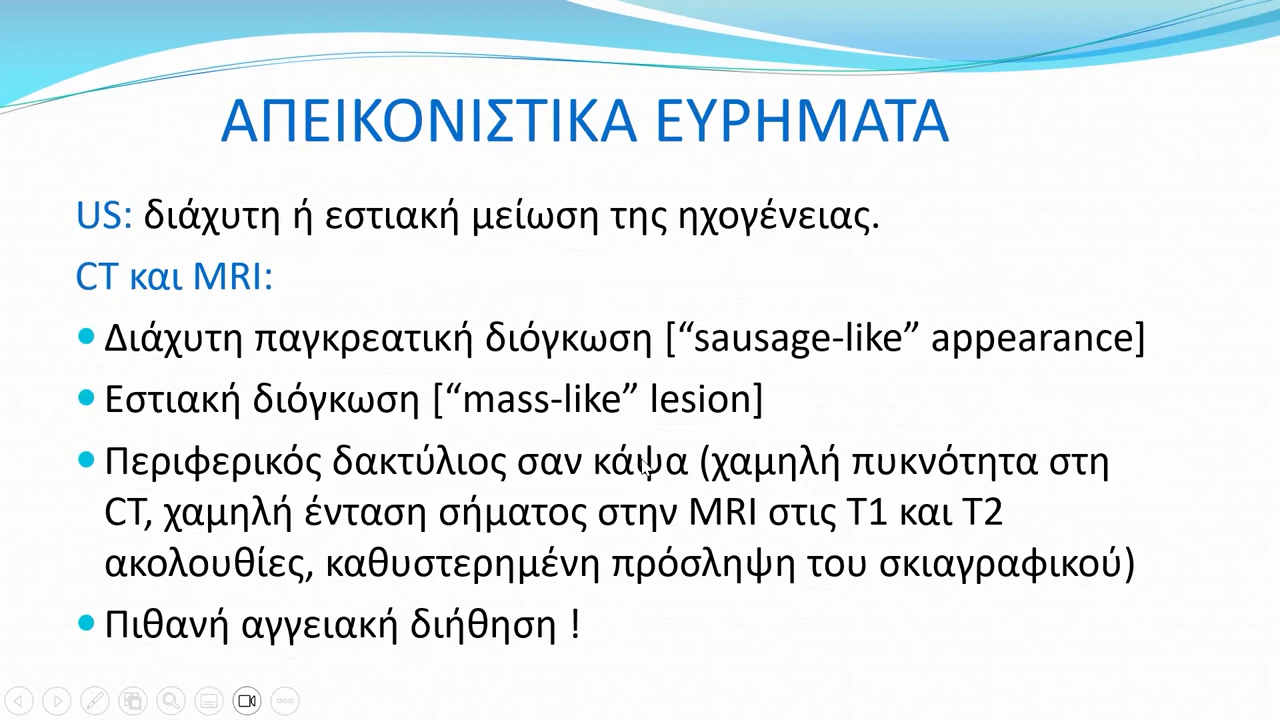 ΑΠΕΙΚΟΝΙΣΤΙΚΑ ΕΥΡΗΜΑΤΑ
US: διάχυτη ή εστιακή μείωση της ηχογένειας.
CT και MRI:
• Διάχυτη παγκρεατική διόγκωση [“sausage-like” appearance]
• Εστιακή διόγκωση [“mass-like” lesion]
• Περιφερικός δακτύλιος σαν κάψα (χαμηλή πυκνότητα στη
CT, χαμηλή ένταση σήματος στην MRI στις T1 και T2
ακολουθίες, καθυστερημένη πρόσληψη του σκιαγραφικού)
• Πιθανή αγγειακή διήθηση !